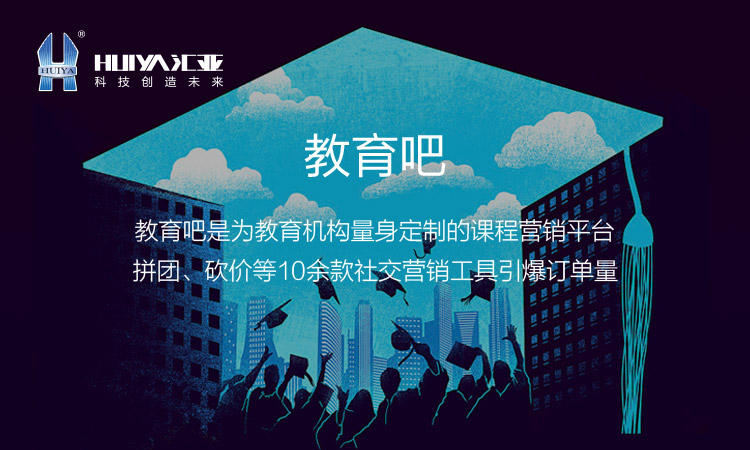 HUIYA
®
HUIYA汇亚
科技创造未来
教育吧
教育吧是为教育机构量身定制的课程营销平台
拼团、砍价等10余款社交营销工具引爆订单量